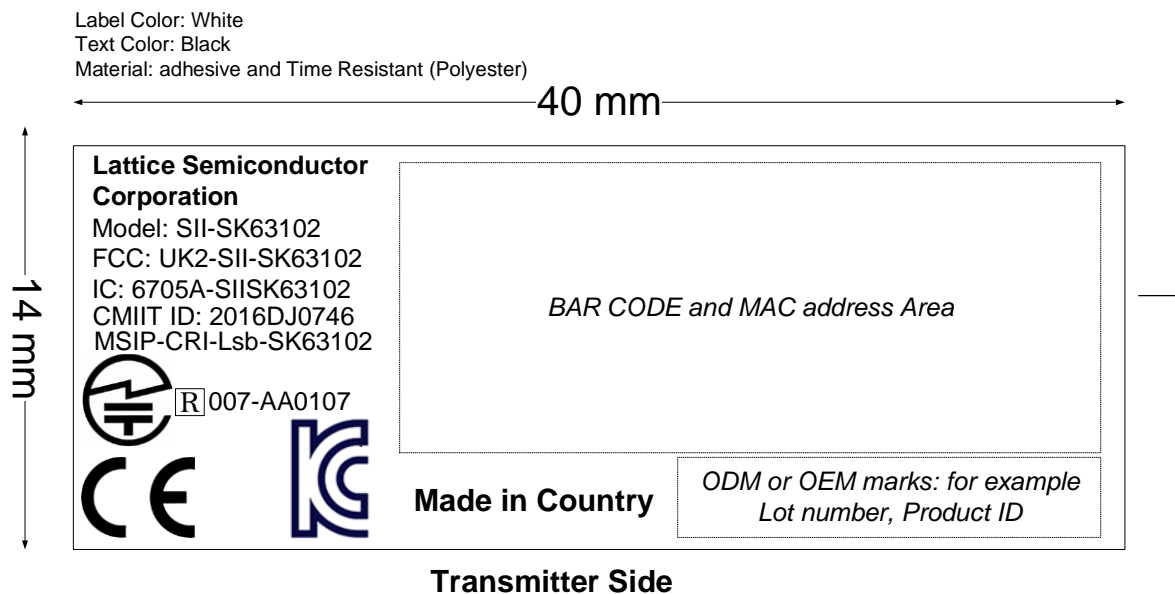 Label Color: White
Text Color: Black
Material: adhesive and Time Resistant (Polyester)
40 mm
14 mm
Lattice Semiconductor
Corporation
Model: SII-SK63102
FCC: UK2-SII-SK63102
IC: 6705A-SIISK63102
CMIIT ID: 2016DJ0746
MSIP-CRI-Lsb-SK63102
R 007-AA0107
CE
KC
BAR CODE and MAC address Area
Made in Country
ODM or OEM marks: for example
Lot number, Product ID
Transmitter Side